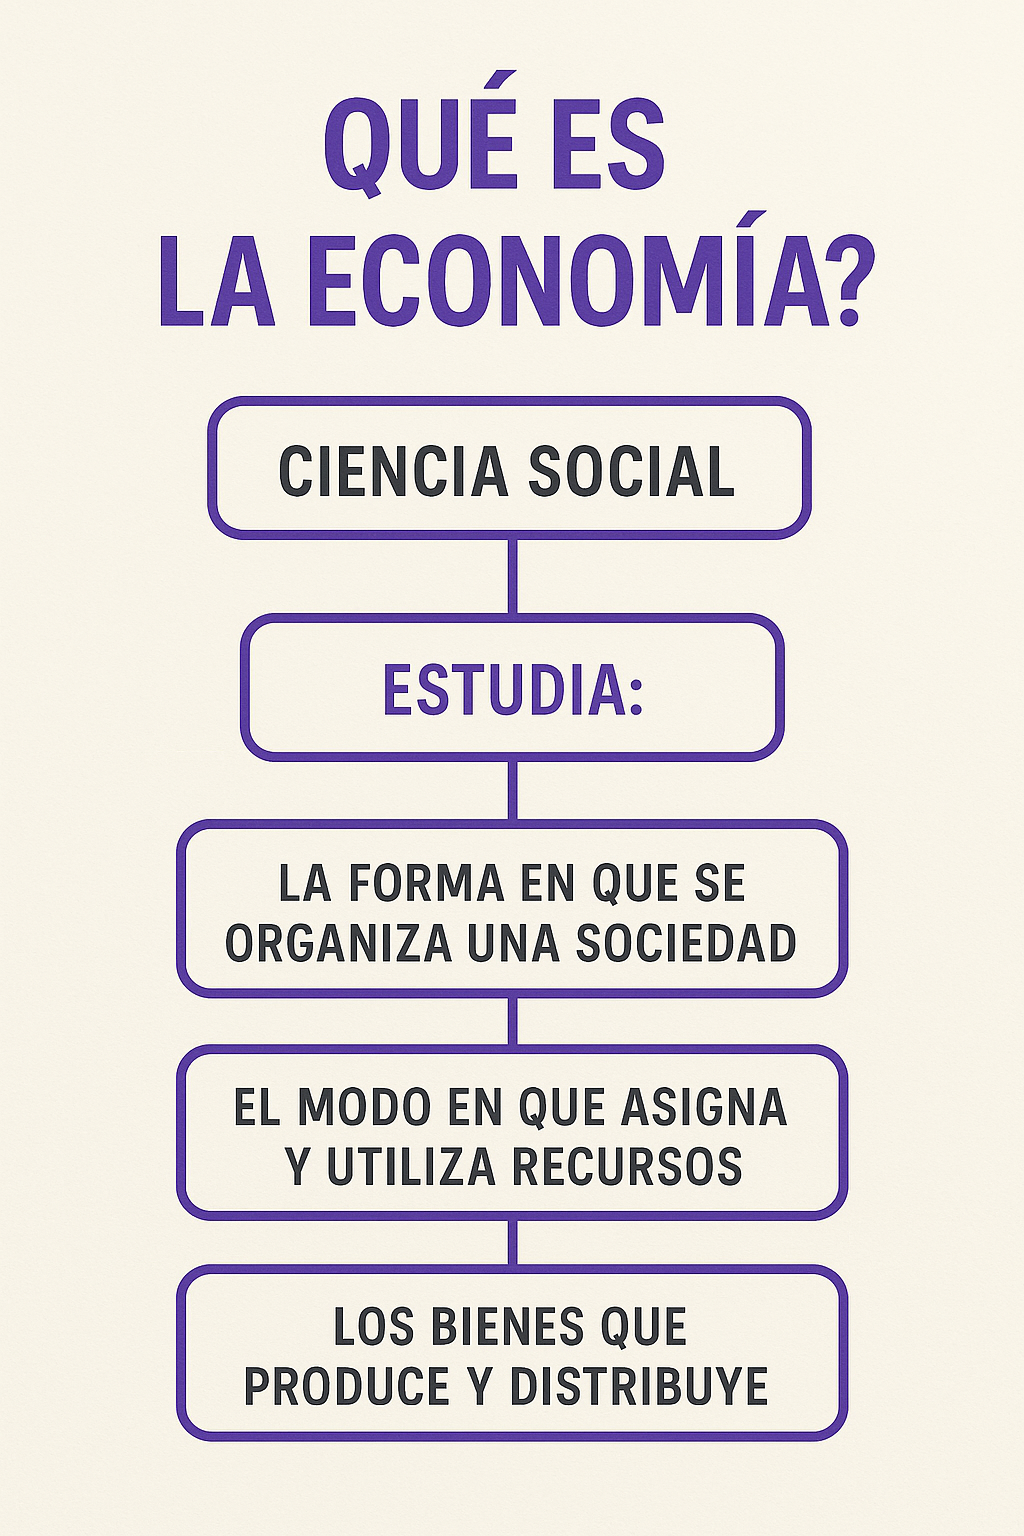 QUÉ ES
LA ECONOMÍA?
CIENCIA SOCIAL
ESTUDIA:
LA FORMA EN QUE SE
ORGANIZA UNA SOCIEDAD
EL MODO EN QUE ASIGNA
Y UTILIZA RECURSOS
LOS BIENES QUE
PRODUCE Y DISTRIBUYE